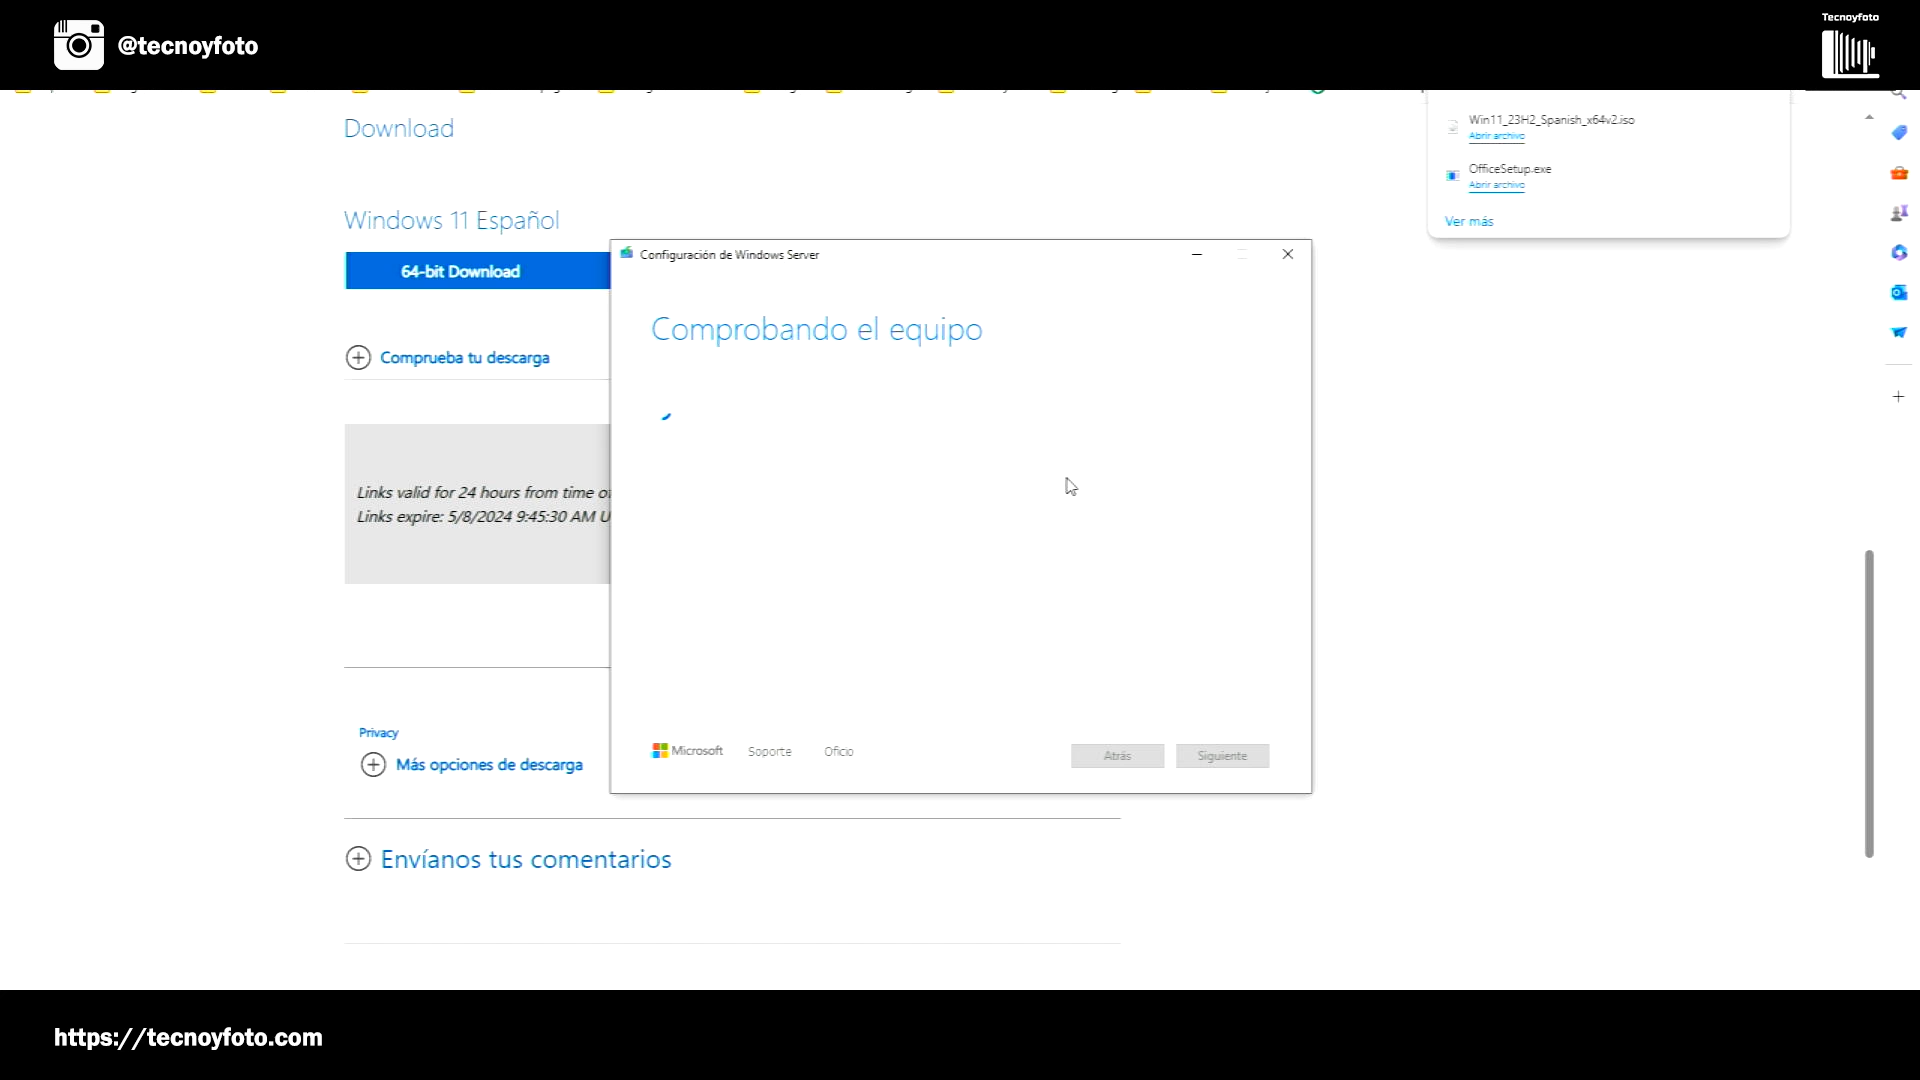 @tecnoyfoto
Tecnoyfoto
Download
Win11_23H2_Spanish_x64v2.iso
Abrir archivo
OfficeSetup.exe
Abrir archivo
Ver más
Windows 11 Español
64-bit Download
Comprueba tu descarga
Links valid for 24 hours from time of
Links expire: 5/8/2024 9:45:30 AM U
Configuración de Windows Server
Comprobando el equipo
Microsoft
Soporte
Oficio
Atrás
Siguiente
Privacy
Más opciones de descarga
Envíanos tus comentarios
https://tecnoyfoto.com